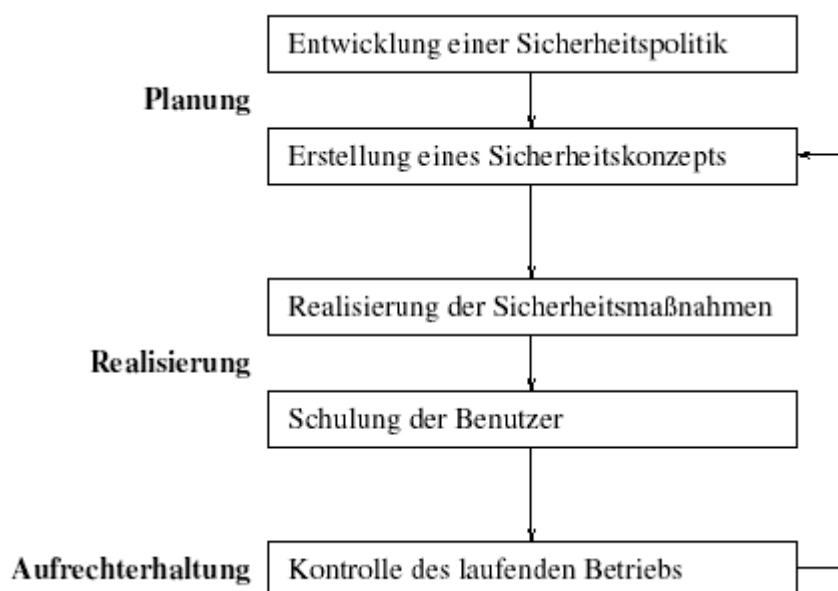 Entwicklung einer Sicherheitspolitik
Planung
Erstellung eines Sicherheitskonzepts
Realisierung der Sicherheitsmaßnahmen
Realisierung
Schulung der Benutzer
Aufrechterhaltung
Kontrolle des laufenden Betriebs